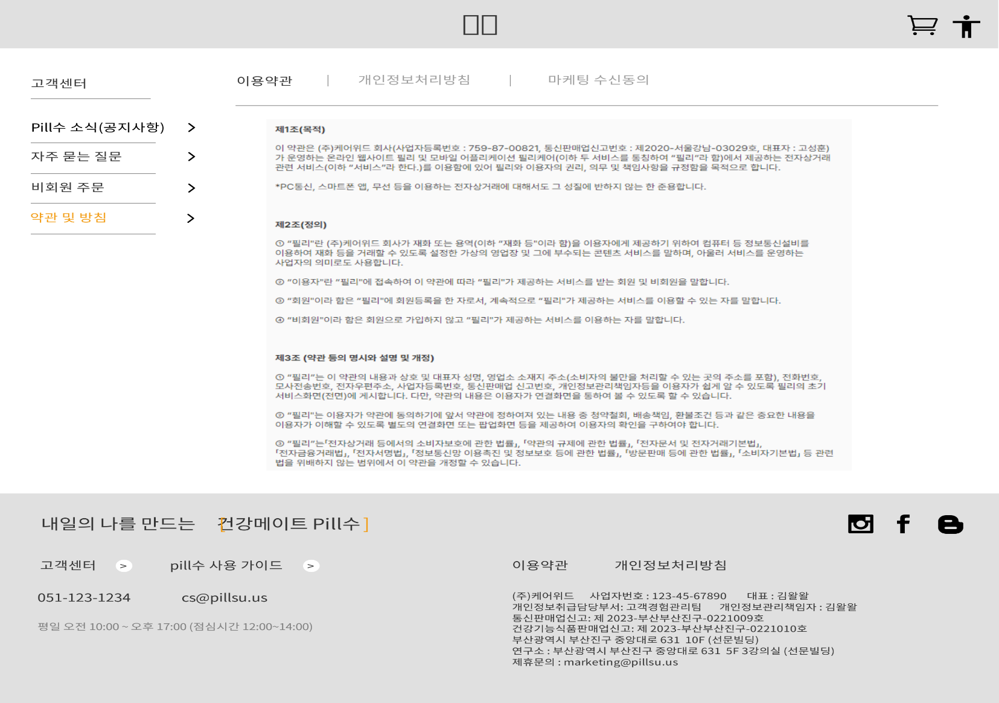 고객센터
Pill수 소식(공지사항) >
자주 묻는 질문 >
비회원 주문 >
약관 및 방침 >
이용약관 | 개인정보처리방침 | 마케팅 수신동의
제1조(목적)
이 약관은 (주)케어위드 회사(사업자등록번호 : 759-87-00821, 통신판매업신고번호 : 제2020-서울강남-03029호, 대표자 : 고성훈)
가 운영하는 온라인 웹사이트 필리 및 모바일 어플리케이션 필리케어(이하 두 서비스를 통칭하여 “필리”라 함)에서 제공하는 전자상거래
관련 서비스(이하 “서비스”라 한다.)를 이용함에 있어 필리와 이용자의 권리, 의무 및 책임사항을 규정함을 목적으로 합니다.
*PC통신, 스마트폰 앱, 무선 등을 이용하는 전자상거래에 대해서도 그 성질에 반하지 않는 한 준용합니다.
제2조(정의)
① “필리"란 (주)케어위드 회사가 재화 또는 용역(이하 “재화 등"이라 함)을 이용자에게 제공하기 위하여 컴퓨터 등 정보통신설비를
이용하여 재화 등을 거래할 수 있도록 설정한 가상의 영업장 및 그에 부수되는 콘텐츠 서비스를 말하며, 아울러 서비스를 운영하는
사업자의 의미로도 사용합니다.
② “이용자"란 “필리"에 접속하여 이 약관에 따라 “필리"가 제공하는 서비스를 받는 회원 및 비회원을 말합니다.
③ “회원"이라 함은 “필리"에 회원등록을 한 자로서, 계속적으로 “필리"가 제공하는 서비스를 이용할 수 있는 자를 말합니다.
④ “비회원"이라 함은 회원으로 가입하지 않고 “필리"가 제공하는 서비스를 이용하는 자를 말합니다.
제3조 (약관 등의 명시와 설명 및 개정)
① “필리”는 이 약관의 내용과 상호 및 대표자 성명, 영업소 소재지 주소(소비자의 불만을 처리할 수 있는 곳의 주소를 포함), 전화번호,
모사전송번호, 전자우편주소, 사업자등록번호, 통신판매업 신고번호, 개인정보관리책임자등을 이용자가 쉽게 알 수 있도록 필리의 초기
서비스화면(전면)에 게시합니다. 다만, 약관의 내용은 이용자가 연결화면을 통하여 볼 수 있도록 할 수 있습니다.
② “필리"는 이용자가 약관에 동의하기에 앞서 약관에 정하여져 있는 내용 중 청약철회, 배송책임, 환불조건 등과 같은 중요한 내용을
이용자가 이해할 수 있도록 별도의 연결화면 또는 팝업화면 등을 제공하여 이용자의 확인을 구하여야 합니다.
③ “필리”는「전자상거래 등에서의 소비자보호에 관한 법률」, 「약관의 규제에 관한 법률」, 「전자문서 및 전자거래기본법」,
「전자금융거래법」, 「전자서명법」, 「정보통신망 이용촉진 및 정보보호 등에 관한 법률」, 「방문판매 등에 관한 법률」, 「소비자기본법」 등 관련
법을 위배하지 않는 범위에서 이 약관을 개정할 수 있습니다.
내일의 나를 만드는 [건강메이트 Pill수]
고객센터 > pill수 사용 가이드 >
051-123-1234 cs@pillsu.us
평일 오전 10:00 ~ 오후 17:00 (점심시간 12:00~14:00)
이용약관 개인정보처리방침
(주)케어위드 사업자번호 : 123-45-67890 대표 : 김왈왈
개인정보취급담당부서: 고객경험관리팀 개인정보관리책임자 : 김왈왈
통신판매업신고: 제 2023-부산부산진구-0221009호
건강기능식품판매업신고: 제 2023-부산부산진구-0221010호
부산광역시 부산진구 중앙대로 631 10F (선문빌딩)
연구소 : 부산광역시 부산진구 중앙대로 631 5F 3강의실 (선문빌딩)
제휴문의 : marketing@pillsu.us